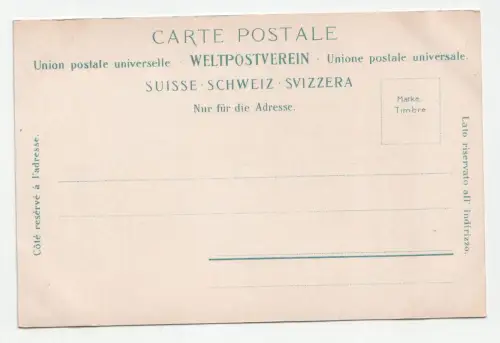 CARTE POSTALE
Union postale universelle · WELTPOSTVEREIN · Unione postale universale.
SUISSE · SCHWEIZ · SVIZZERA
Nur für die Adresse.
Marke.
Timbre
Côté resérvé à l'adresse.
Lato riservato all' indirizzo.